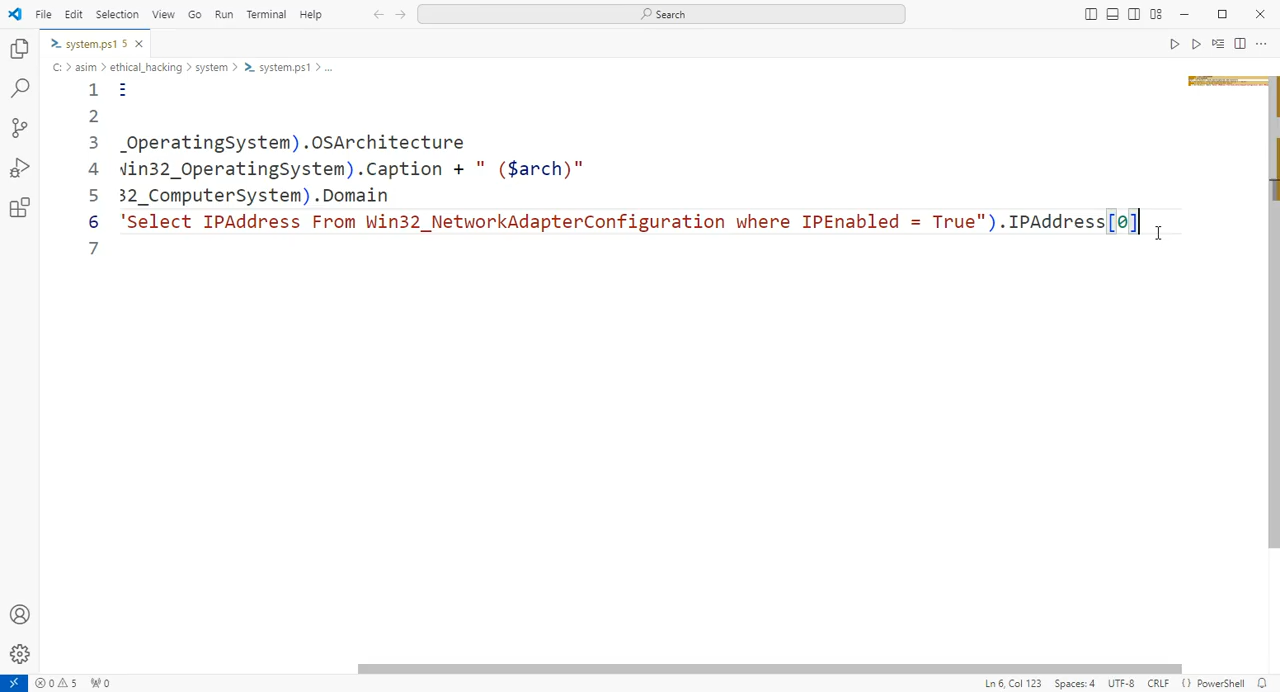 File Edit Selection View Go Run Terminal Help Search
system.ps1 5
C: > asim > ethical_hacking > system > system.ps1 > ...
1
2
3 _OperatingSystem).OSArchitecture
4 Win32_OperatingSystem).Caption + " ($arch)"
5 32_ComputerSystem).Domain
6 "Select IPAddress From Win32_NetworkAdapterConfiguration where IPEnabled = True").IPAddress[0]
7
0 5 0 Ln 6, Col 123 Spaces: 4 UTF-8 CRLF {} PowerShell